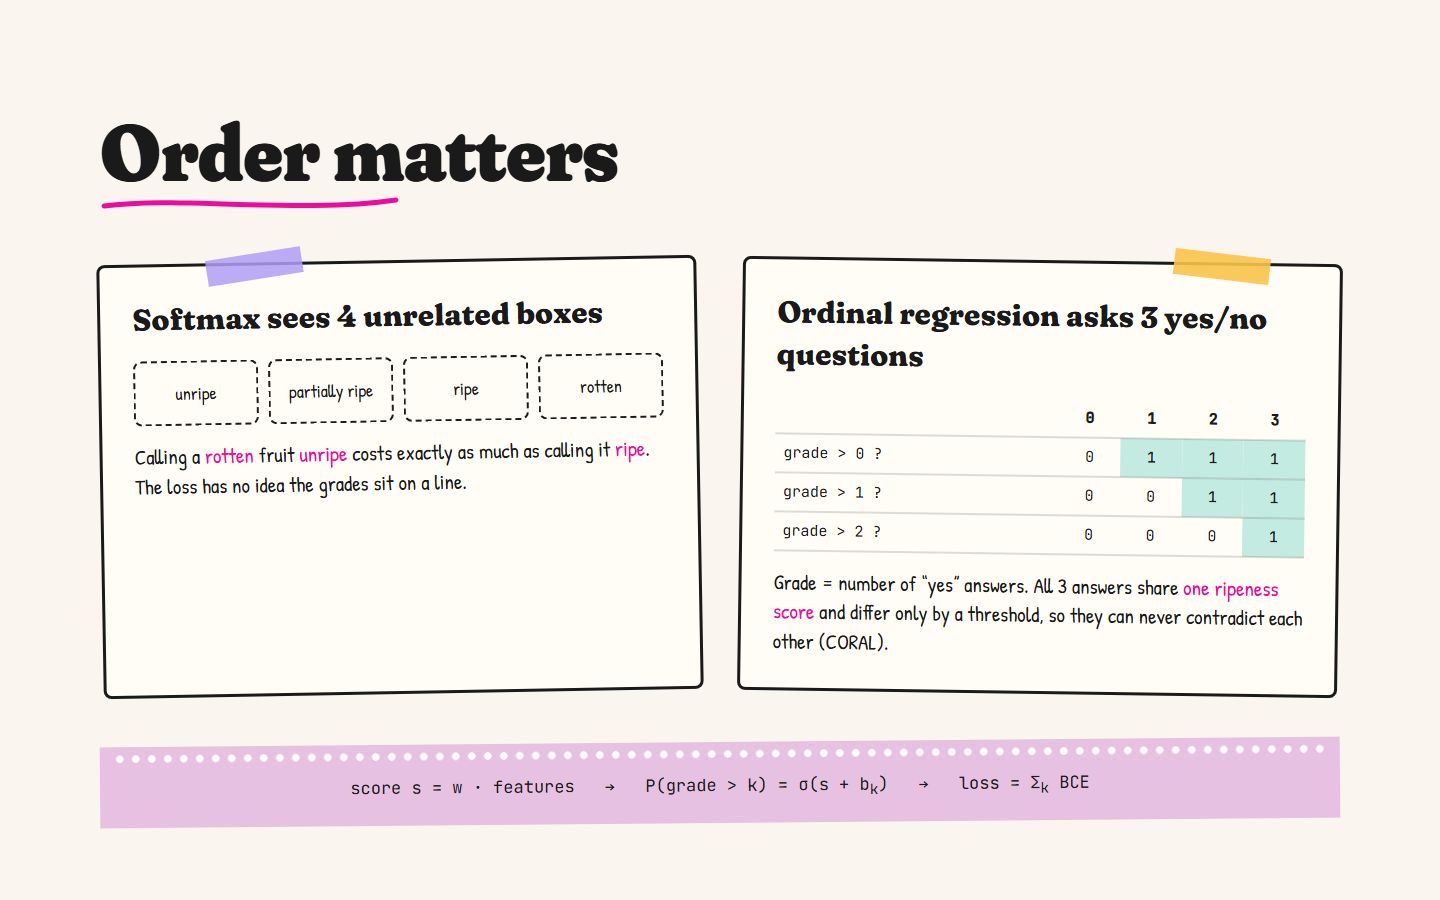 Order matters
Softmax sees 4 unrelated boxes
unripe partially ripe ripe rotten
Calling a rotten fruit unripe costs exactly as much as calling it ripe.
The loss has no idea the grades sit on a line.
Ordinal regression asks 3 yes/no
questions
0 1 2 3
grade > 0 ? 0 1 1 1
grade > 1 ? 0 0 1 1
grade > 2 ? 0 0 0 1
Grade = number of “yes” answers. All 3 answers share one ripeness
score and differ only by a threshold, so they can never contradict each
other (CORAL).
score s = w · features → P(grade > k) = σ(s + bₖ) → loss = Σₖ BCE